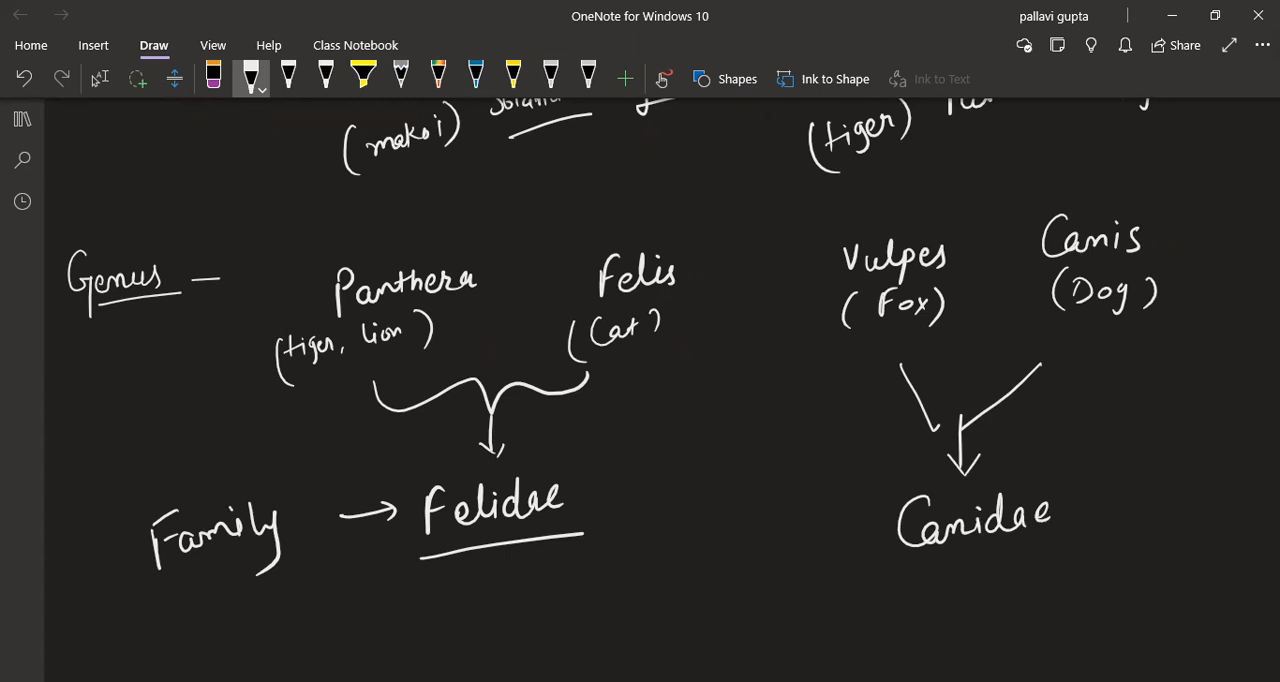 OneNote for Windows 10
pallavi gupta
Home Insert Draw View Help Class Notebook
Share
Shapes Ink to Shape Ink to Text
(makoi)
(tiger)
Genus — Panthera Felis Vulpes Canis
(tiger, lion) (Cat) (Fox) (Dog)
Family → Felidae Canidae